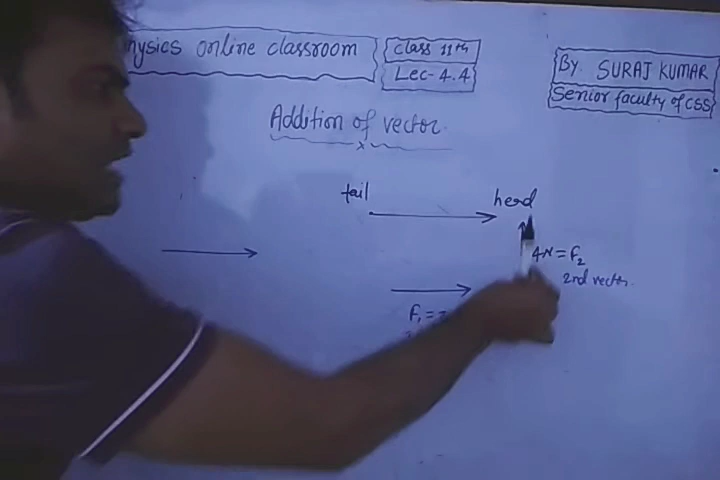 hysics online classroom
class 11th
Lec-4.4
By. SURAJ KUMAR
Senior faculty of CSS
Addition of vector
x
tail
head
4N = F₂
2nd vector
F₁ =